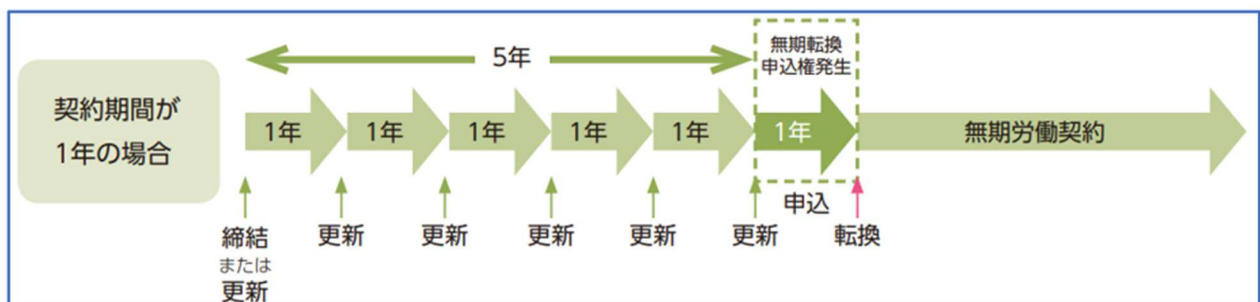 契約期間が
1年の場合
5年
無期転換
申込権発生
1年
1年
1年
1年
1年
1年
無期労働契約
締結
または
更新
更新
更新
更新
更新
更新
申込
転換